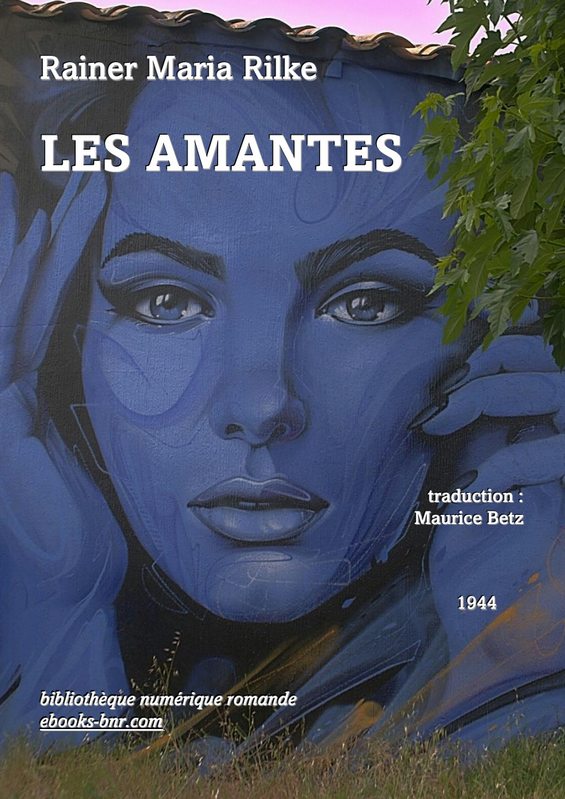 Rainer Maria Rilke
LES AMANTES
traduction :
Maurice Betz
1944
bibliothèque numérique romande
ebooks-bnr.com